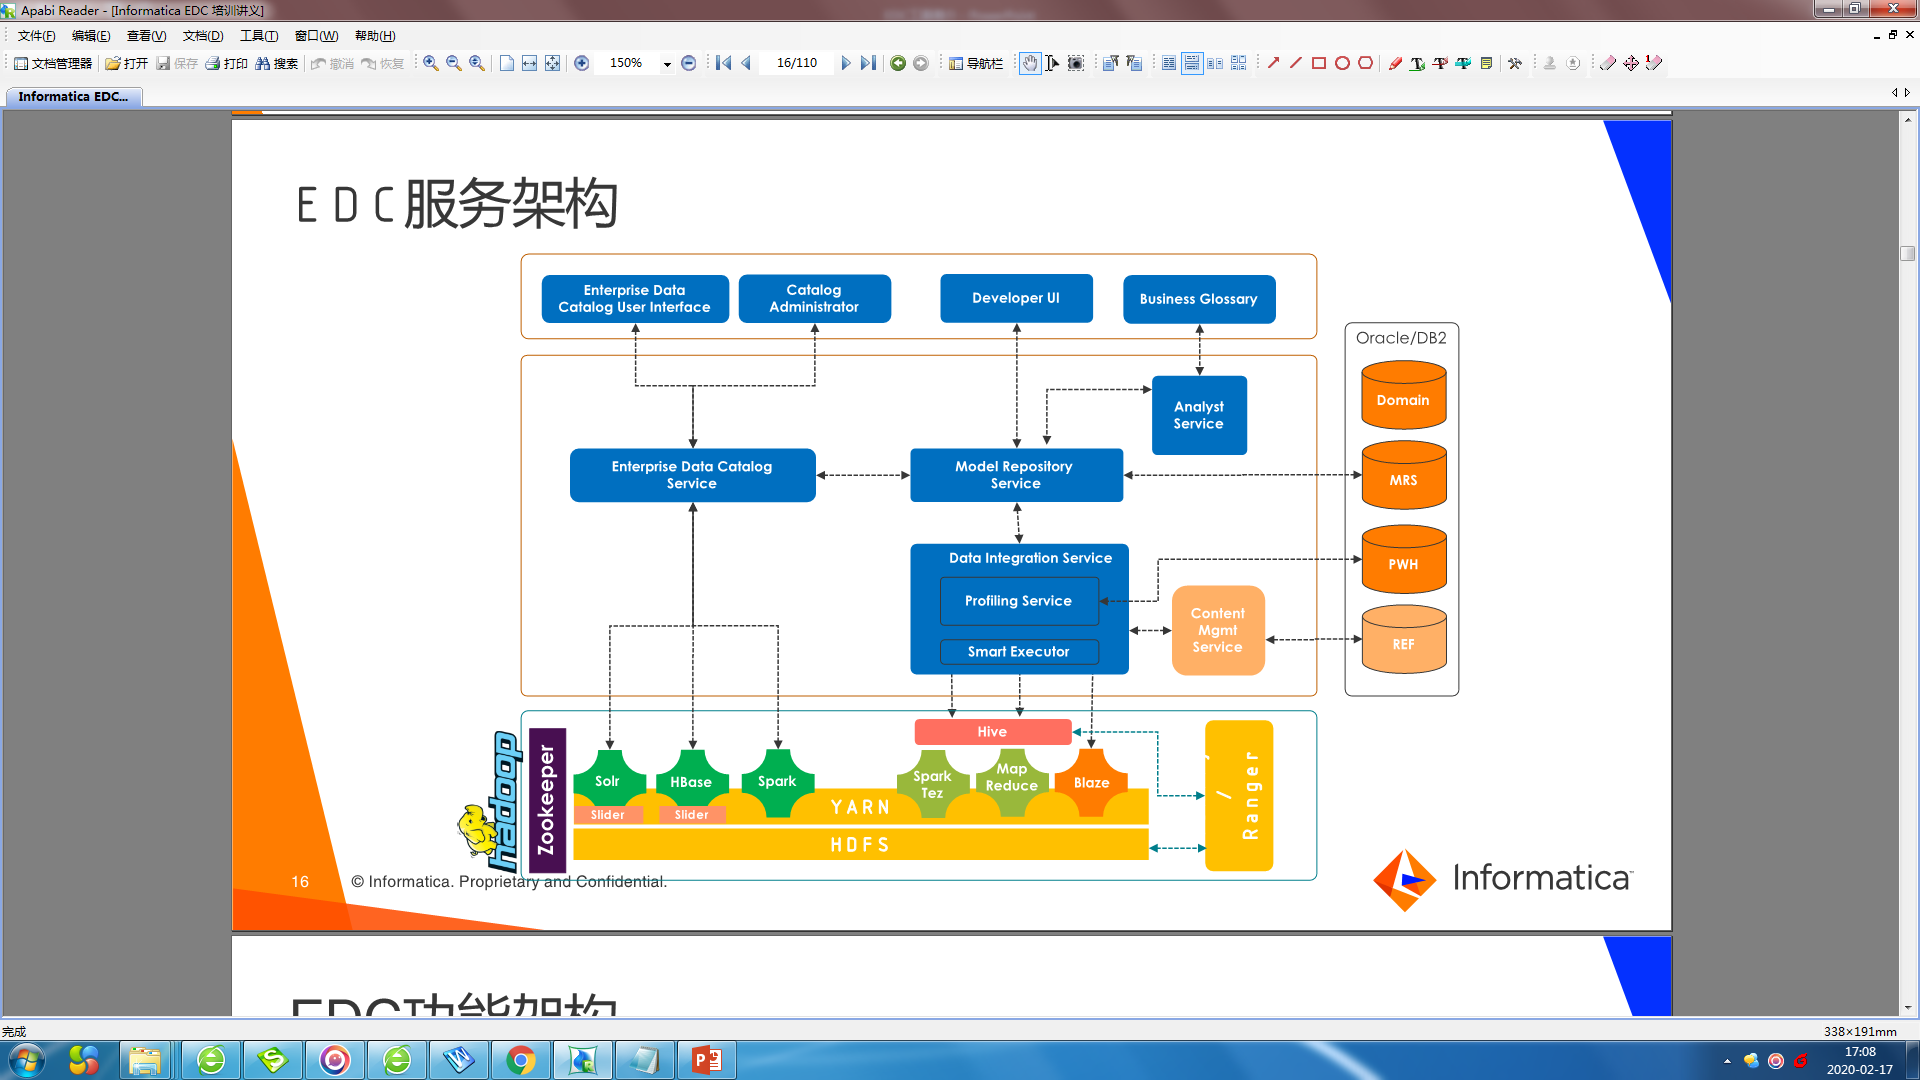 Apabi Reader - [Informatica EDC 培训讲义]
文件(F) 编辑(E) 查看(V) 文档(D) 工具(T) 窗口(W) 帮助(H)
文档管理器 打开 保存 打印 搜索 撤消 恢复 150% 16/110 导航栏
Informatica EDC...
EDC服务架构
Enterprise Data
Catalog User Interface
Catalog
Administrator
Developer UI
Business Glossary
Oracle/DB2
Domain
Analyst
Service
Enterprise Data Catalog
Service
Model Repository
Service
MRS
Data Integration Service
Profiling Service
Smart Executor
PWH
Content
Mgmt
Service
REF
hadoop
Zookeeper
Hive
Solr
HBase
Spark
Spark
Tez
Map
Reduce
Blaze
Slider
Slider
YARN
HDFS
/
Ranger
16
© Informatica. Proprietary and Confidential.
Informatica
EDC功能架构
完成
338×191mm
17:08
2020-02-17